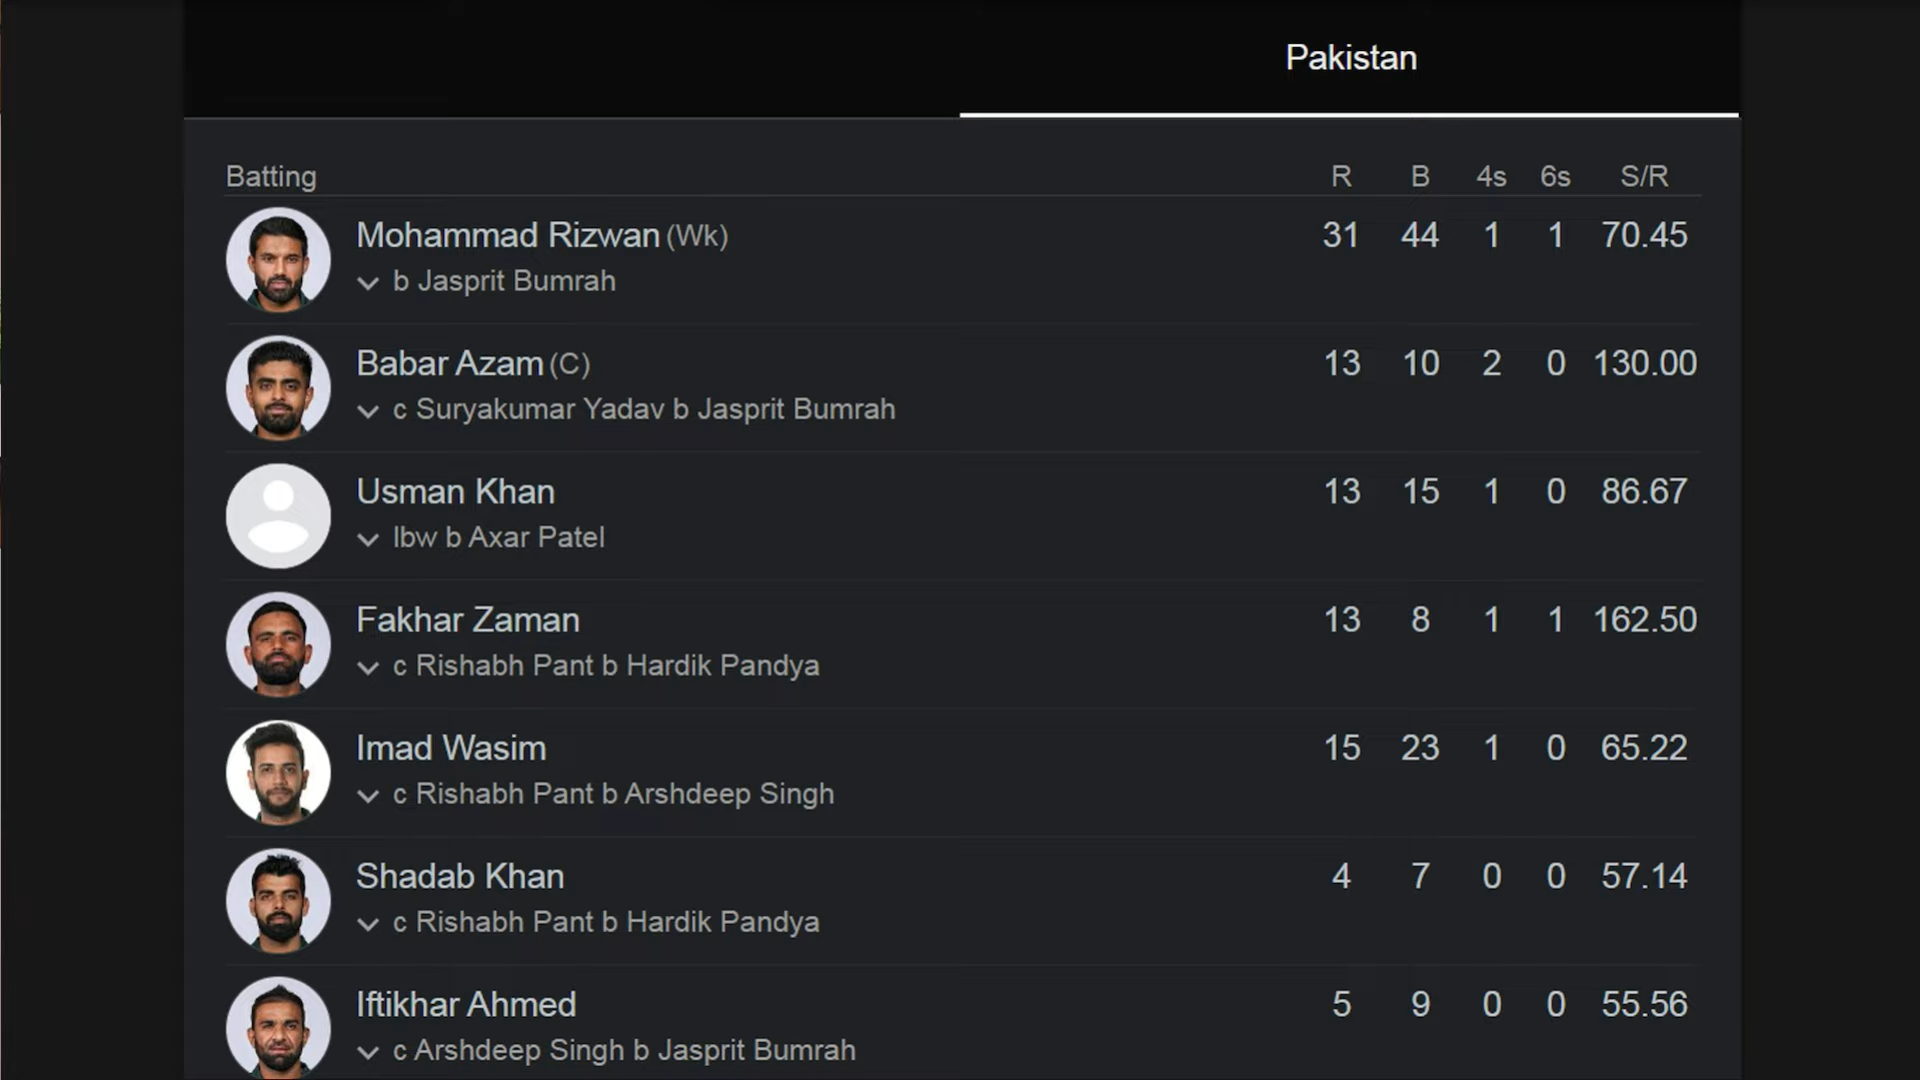 Pakistan
Batting R B 4s 6s S/R
Mohammad Rizwan (Wk) 31 44 1 1 70.45
b Jasprit Bumrah
Babar Azam (C) 13 10 2 0 130.00
c Suryakumar Yadav b Jasprit Bumrah
Usman Khan 13 15 1 0 86.67
lbw b Axar Patel
Fakhar Zaman 13 8 1 1 162.50
c Rishabh Pant b Hardik Pandya
Imad Wasim 15 23 1 0 65.22
c Rishabh Pant b Arshdeep Singh
Shadab Khan 4 7 0 0 57.14
c Rishabh Pant b Hardik Pandya
Iftikhar Ahmed 5 9 0 0 55.56
c Arshdeep Singh b Jasprit Bumrah